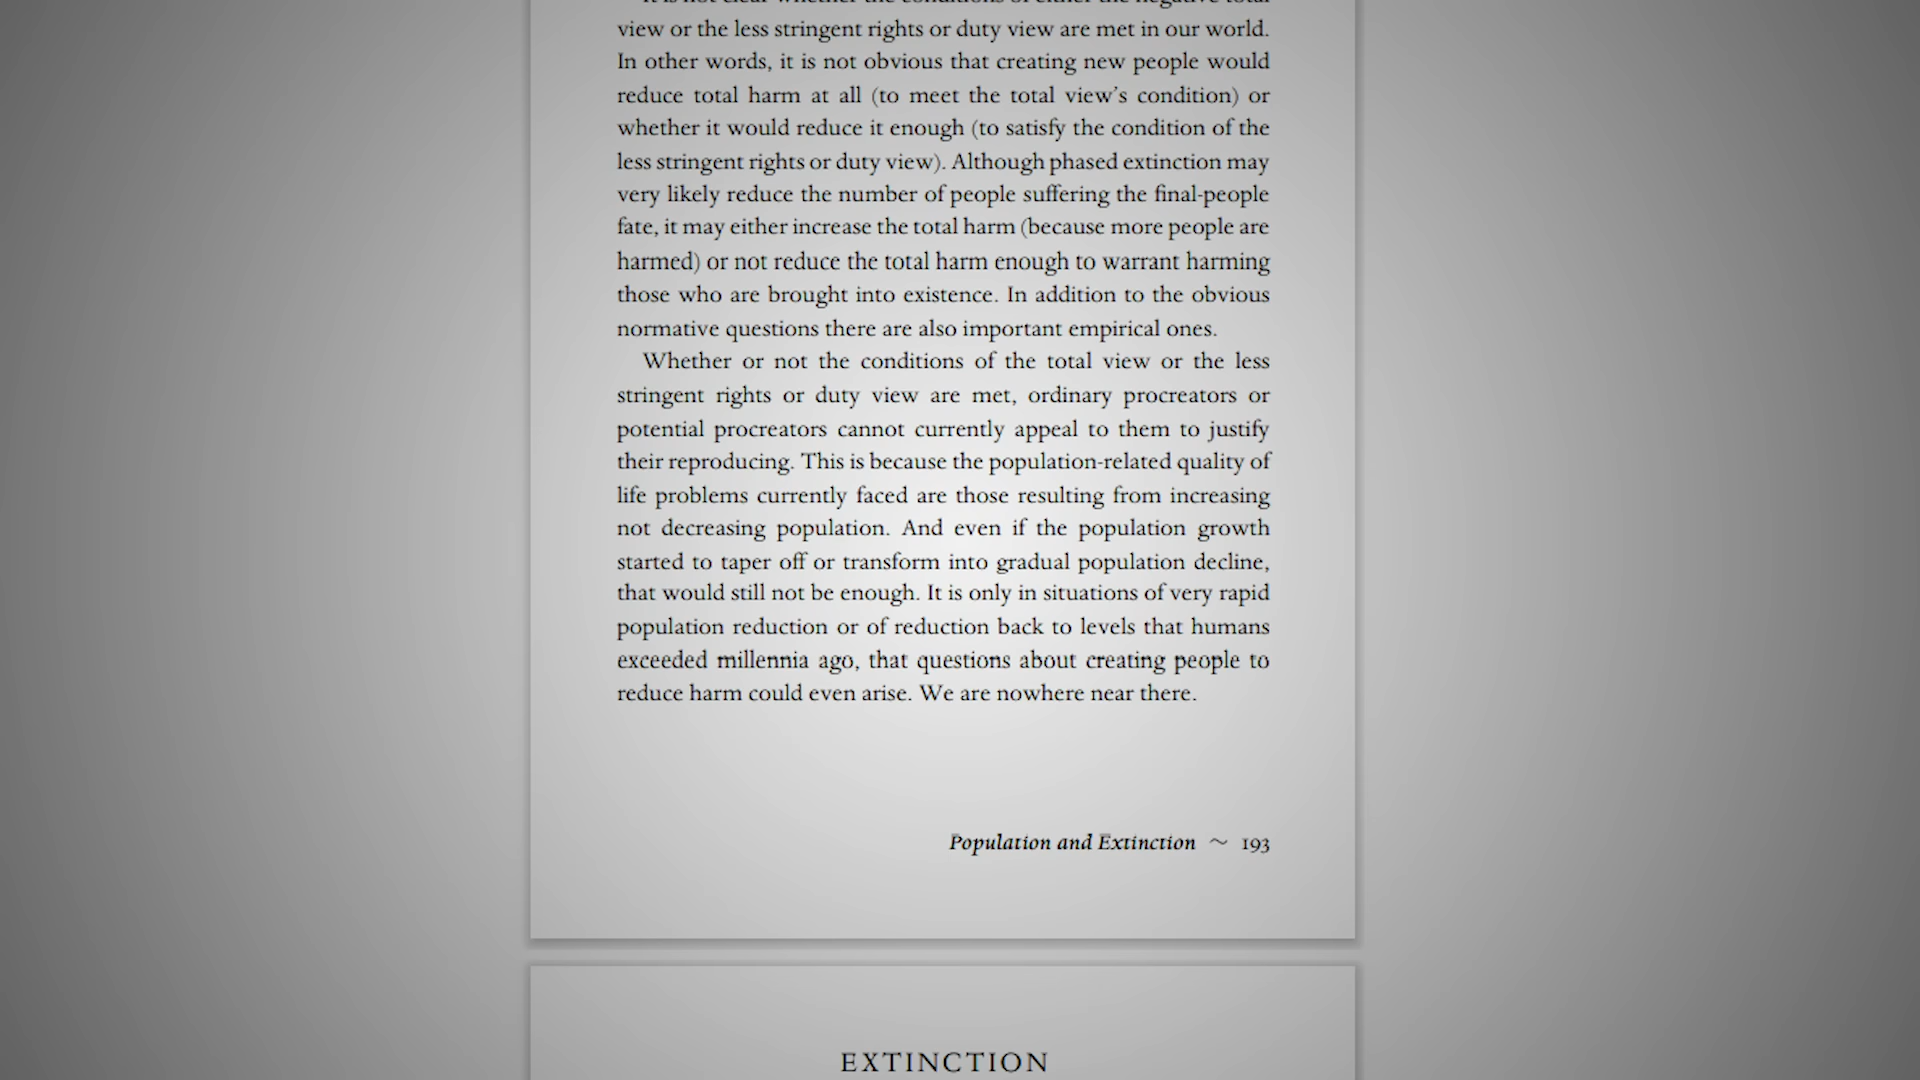 It is not clear whether the conditions of either the negative total
view or the less stringent rights or duty view are met in our world.
In other words, it is not obvious that creating new people would
reduce total harm at all (to meet the total view's condition) or
whether it would reduce it enough (to satisfy the condition of the
less stringent rights or duty view). Although phased extinction may
very likely reduce the number of people suffering the final-people
fate, it may either increase the total harm (because more people are
harmed) or not reduce the total harm enough to warrant harming
those who are brought into existence. In addition to the obvious
normative questions there are also important empirical ones.
Whether or not the conditions of the total view or the less
stringent rights or duty view are met, ordinary procreators or
potential procreators cannot currently appeal to them to justify
their reproducing. This is because the population-related quality of
life problems currently faced are those resulting from increasing
not decreasing population. And even if the population growth
started to taper off or transform into gradual population decline,
that would still not be enough. It is only in situations of very rapid
population reduction or of reduction back to levels that humans
exceeded millennia ago, that questions about creating people to
reduce harm could even arise. We are nowhere near there.
Population and Extinction ~ 193
EXTINCTION